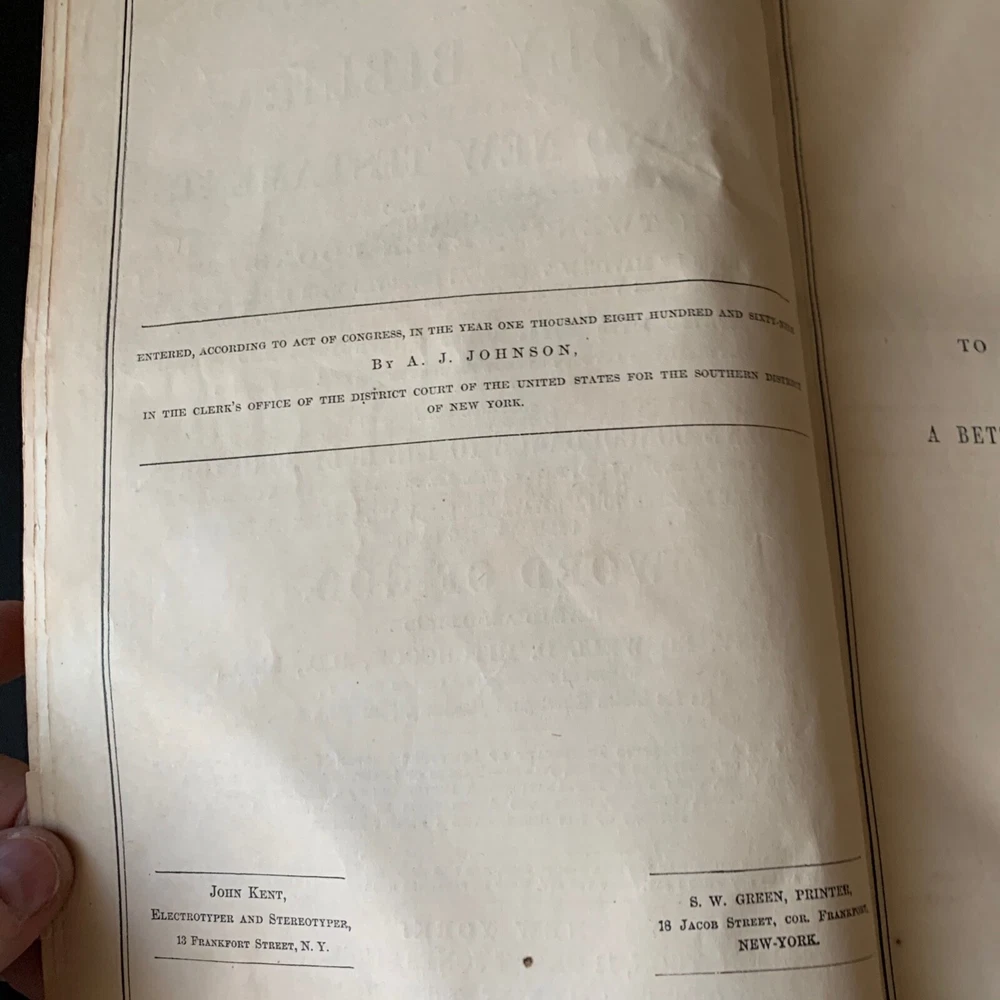 ENTERED, ACCORDING TO ACT OF CONGRESS, IN THE YEAR ONE THOUSAND EIGHT HUNDRED AND
BY A. J. JOHNSON,
IN THE CLERK'S OFFICE OF THE DISTRICT COURT OF THE UNITED STATES FOR THE SOUTHERN DISTRICT
OF NEW YORK.
JOHN KENT,
ELECTROTYPER AND STEREOTYPER,
13 FRANKFORT STREET, N. Y.
S. W. GREEN, PRINTER,
18 JACOB STREET, COR. FRANKFORT,
NEW-YORK.
TO
A